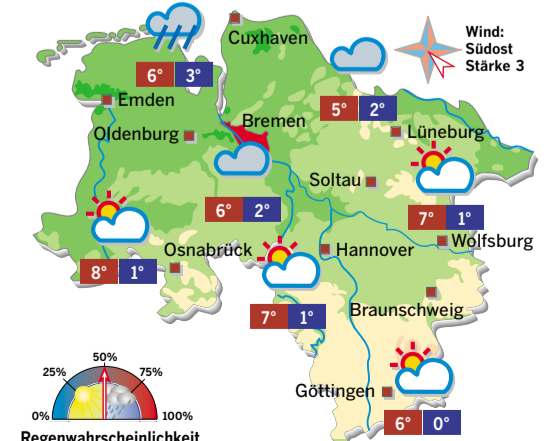 Cuxhaven
Wind:
Südost
Stärke 3
6° 3°
Emden
5° 2°
Bremen
Oldenburg
Lüneburg
Soltau
6° 2°
7° 1°
Wolfsburg
Osnabrück
Hannover
8° 1°
Braunschweig
7° 1°
50%
25%
75%
Göttingen
0%
100%
6° 0°
Regenwahrscheinlichkeit